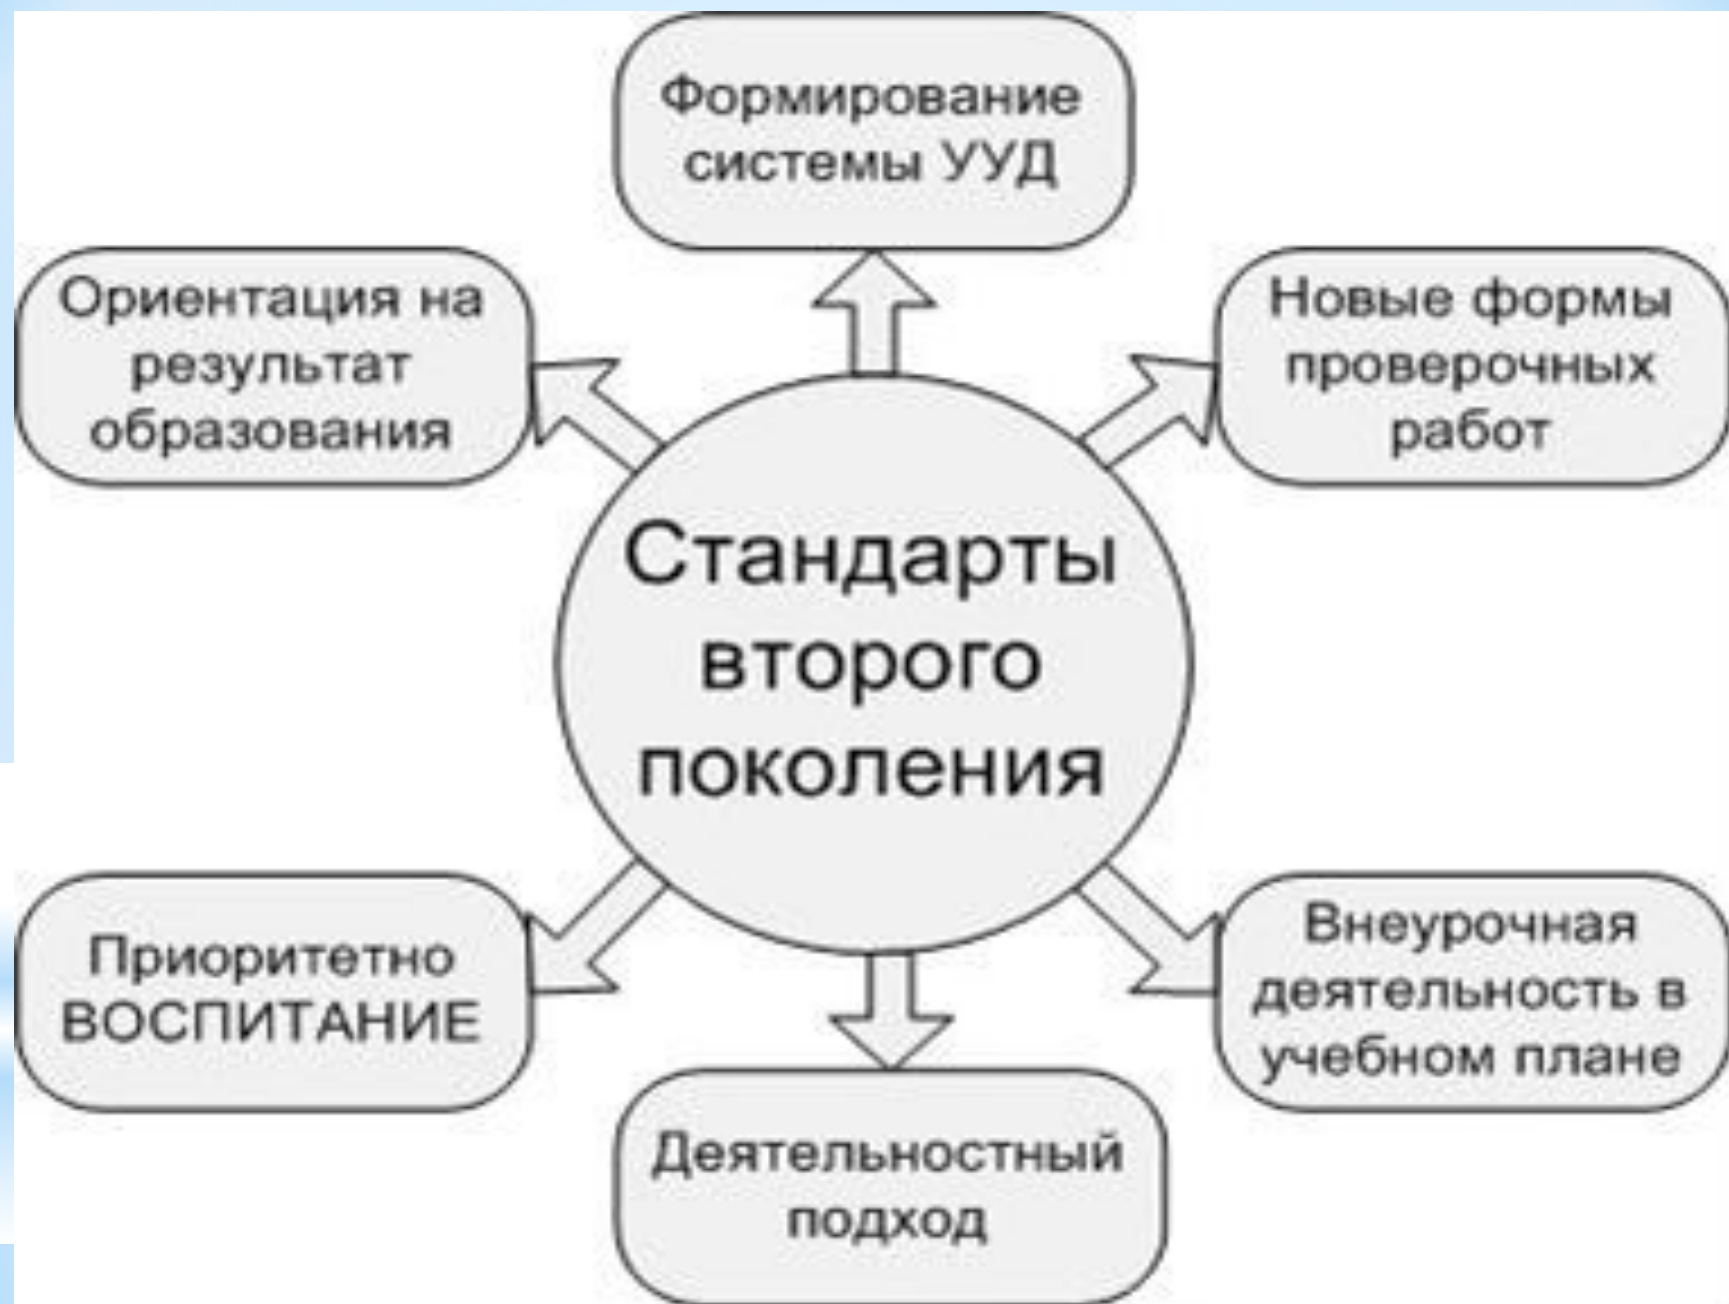 Формирование
системы УУД
Ориентация на
результат
образования
Новые формы
проверочных
работ
Стандарты
второго
поколения
Приоритетно
ВОСПИТАНИЕ
Внеурочная
деятельность в
учебном плане
Деятельностный
подход